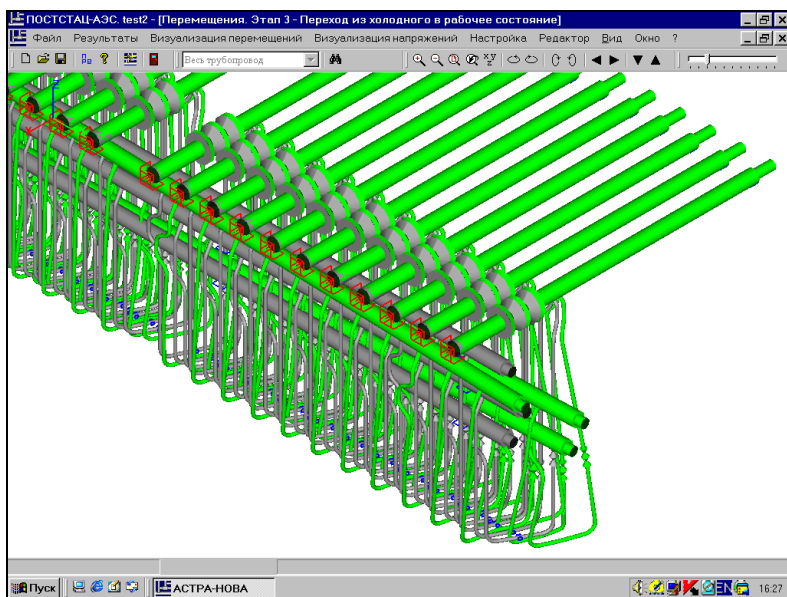 ПОСТСТАЦ-АЭС. test2 - [Перемещения. Этап 3 - Переход из холодного в рабочее состояние]
Файл Результаты Визуализация перемещений Визуализация напряжений Настройка Редактор Вид Окно ?
Весь трубопровод
Пуск АСТРА-НОВА EN 16:27